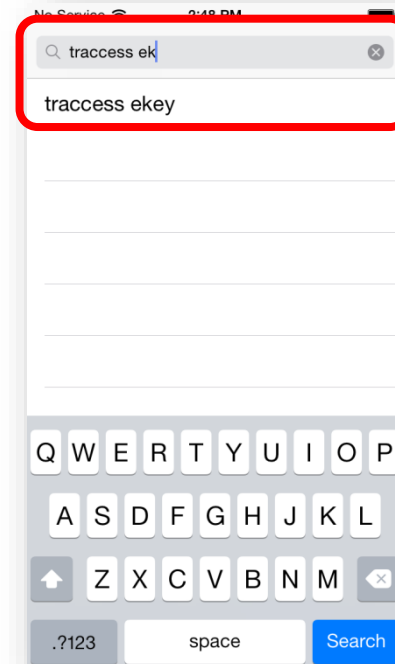 No Service 2:48 PM
traccess ek
traccess ekey
Q W E R T Y U I O P
A S D F G H J K L
Z X C V B N M
.?123 space Search